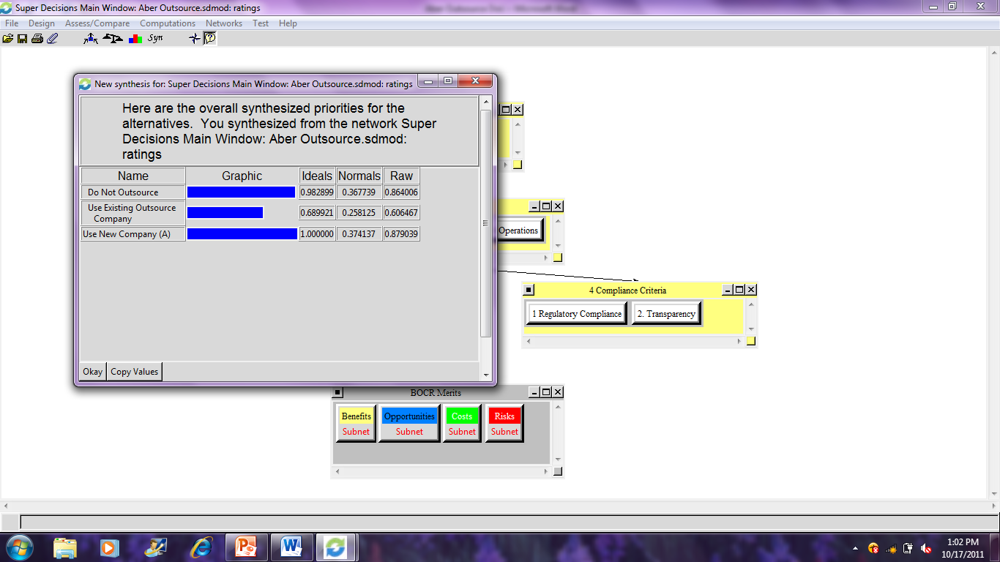 Super Decisions Main Window: Aber Outsource.sdmod: ratings
File Design Assess/Compare Computations Networks Test Help
Syn
New synthesis for: Super Decisions Main Window: Aber Outsource.sdmod: ratings
Here are the overall synthesized priorities for the
alternatives. You synthesized from the network Super
Decisions Main Window: Aber Outsource.sdmod:
ratings
Name Graphic Ideals Normals Raw
Do Not Outsource 0.982899 0.367739 0.864006
Use Existing Outsource
Company 0.689921 0.258125 0.606467
Use New Company (A) 1.000000 0.374137 0.879039
Okay Copy Values
Operations
4 Compliance Criteria
1 Regulatory Compliance 2. Transparency
BOCR Merits
Benefits Opportunities Costs Risks
Subnet Subnet Subnet Subnet
1:02 PM
10/17/2011